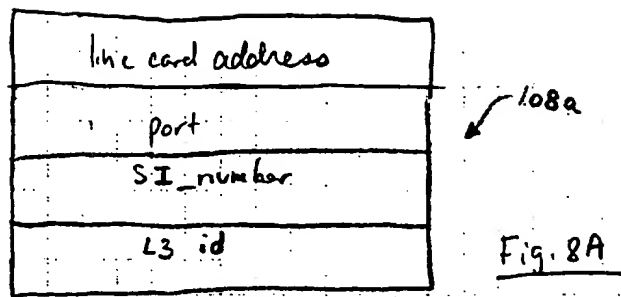 line card address
108a
port
SI_number
L3 id
Fig. 8A